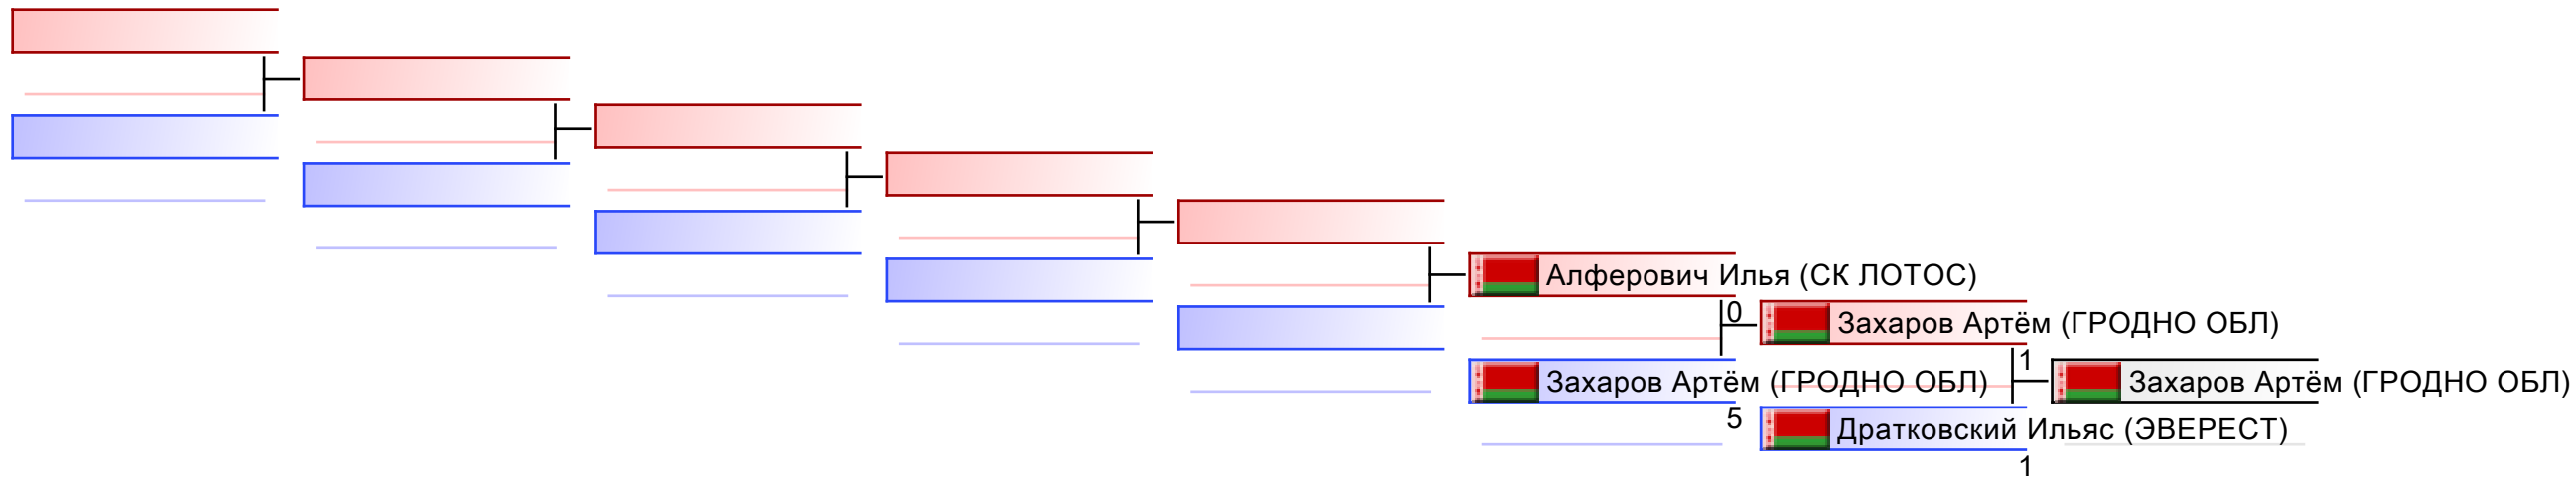 Алферович Илья (СК ЛОТОС)
0
Захаров Артём (ГРОДНО ОБЛ)
1
Захаров Артём (ГРОДНО ОБЛ)
Захаров Артём (ГРОДНО ОБЛ)
5
Дратковский Ильяс (ЭВЕРЕСТ)
1